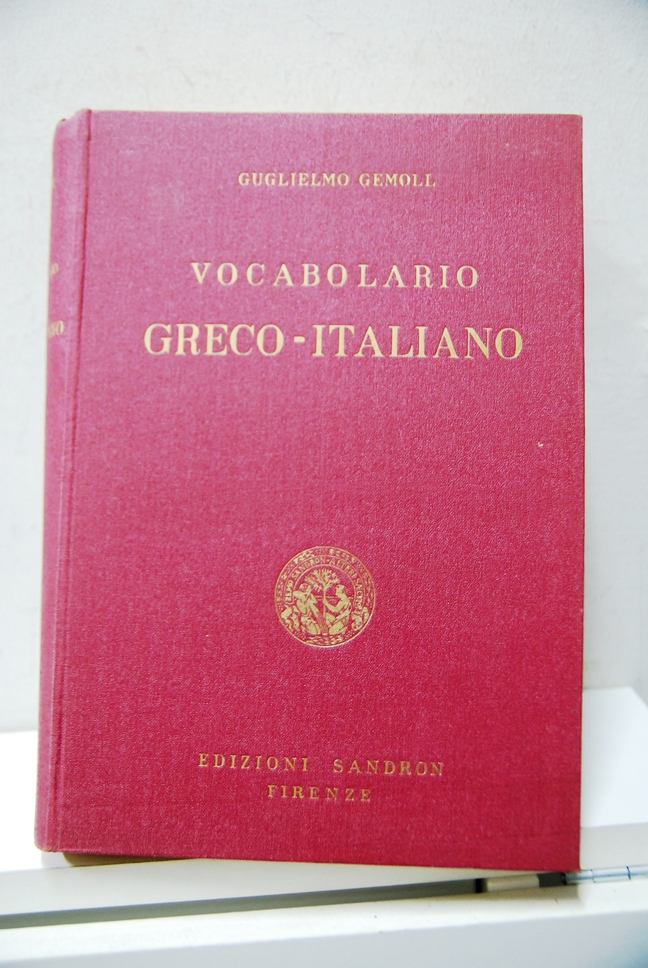 GUGLIELMO GEMOLL
VOCABOLARIO
GRECO-ITALIANO
EDIZIONI SANDRON
FIRENZE